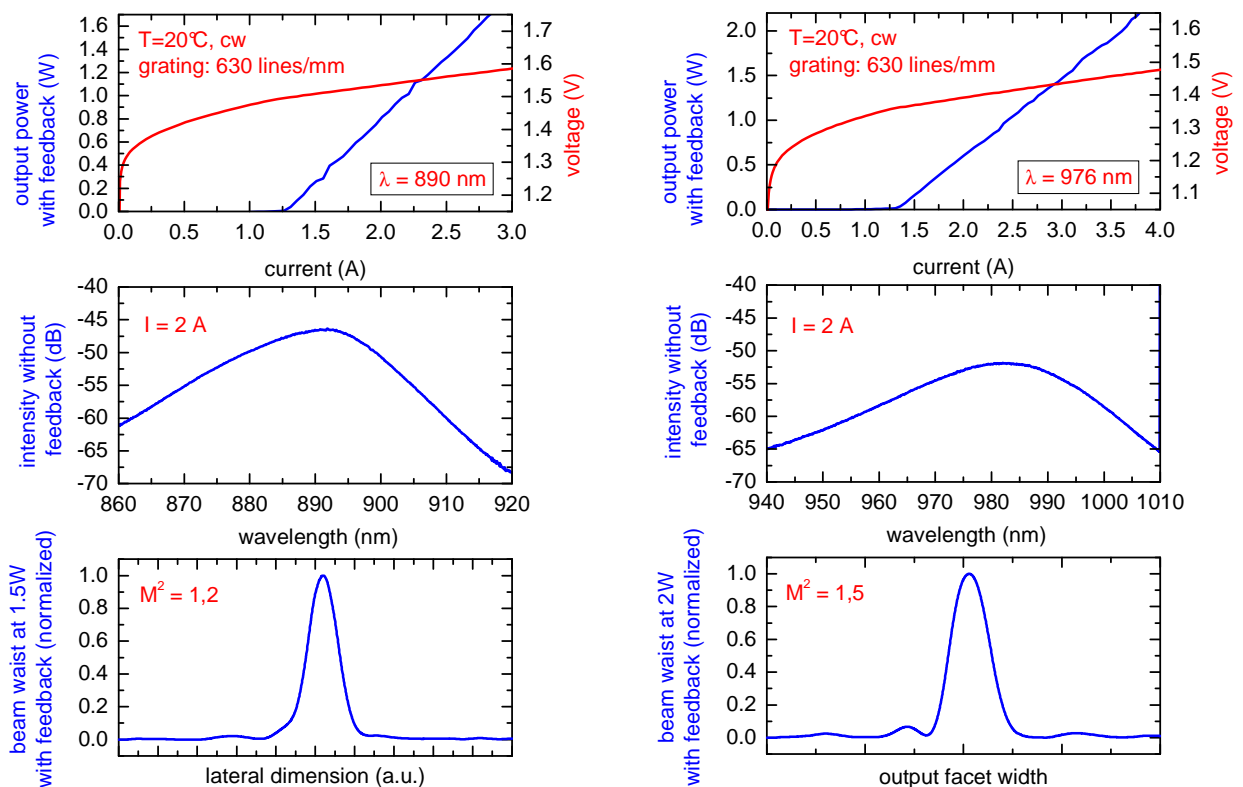 output power
with feedback (W)
1.6
1.4
1.2
1.0
0.8
0.6
0.4
0.2
0.0
T=20°C, cw
grating: 630 lines/mm
λ = 890 nm
1.7
1.6
1.5
1.4
1.3
1.2
voltage (V)
0.0 0.5 1.0 1.5 2.0 2.5 3.0
current (A)
output power
with feedback (W)
2.0
1.5
1.0
0.5
0.0
T=20°C, cw
grating: 630 lines/mm
λ = 976 nm
1.6
1.5
1.4
1.3
1.2
1.1
voltage (V)
0.0 0.5 1.0 1.5 2.0 2.5 3.0 3.5 4.0
current (A)
intensity without
feedback (dB)
-40
-45
-50
-55
-60
-65
-70
I = 2 A
860 870 880 890 900 910 920
wavelength (nm)
intensity without
feedback (dB)
-40
-45
-50
-55
-60
-65
-70
I = 2 A
940 950 960 970 980 990 1000 1010
wavelength (nm)
beam waist at 1.5W
with feedback (normalized)
1.0
0.8
0.6
0.4
0.2
0.0
M² = 1,2
lateral dimension (a.u.)
beam waist at 2W
with feedback (normalized)
1.0
0.8
0.6
0.4
0.2
0.0
M² = 1,5
output facet width